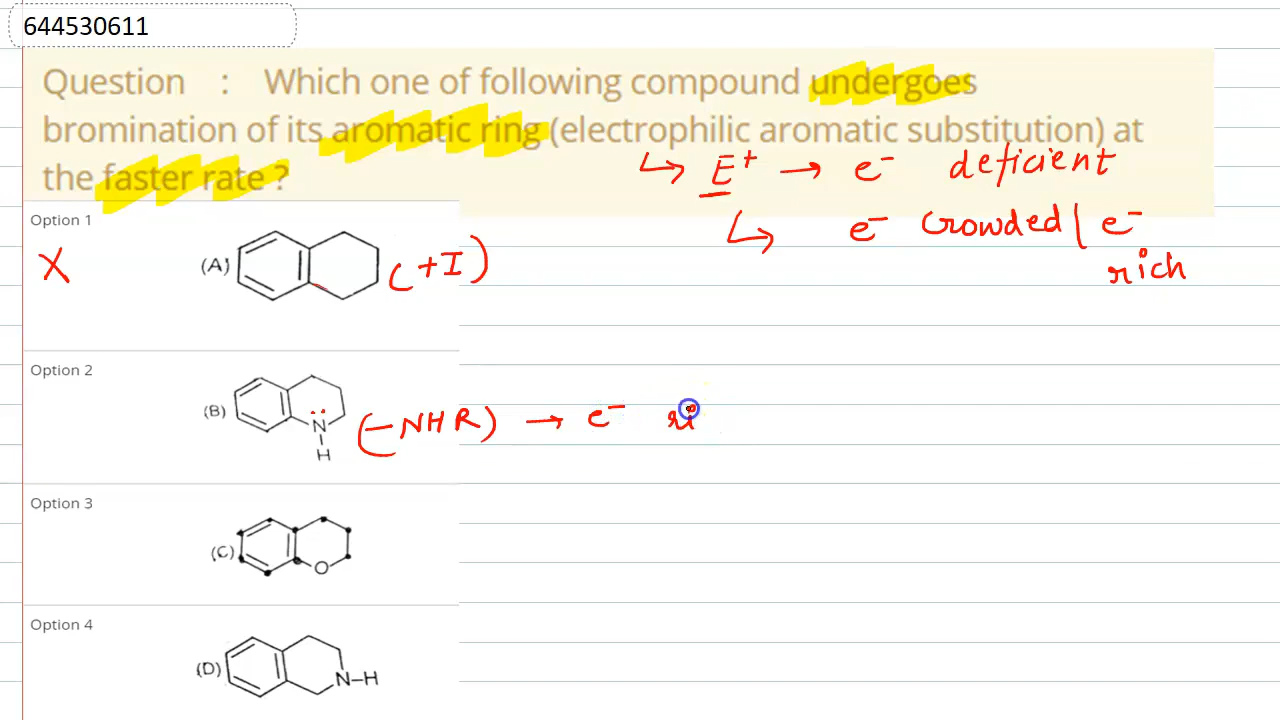 644530611
Question : Which one of following compound undergoes
bromination of its aromatic ring (electrophilic aromatic substitution) at
the faster rate ?
↳ E⁺ → e⁻ deficient
↳ e⁻ crowded / e⁻
rich
Option 1
X (A) (+I)
Option 2
(B) N H (–NHR) → e⁻ ri
Option 3
(C) O
Option 4
(D) N–H